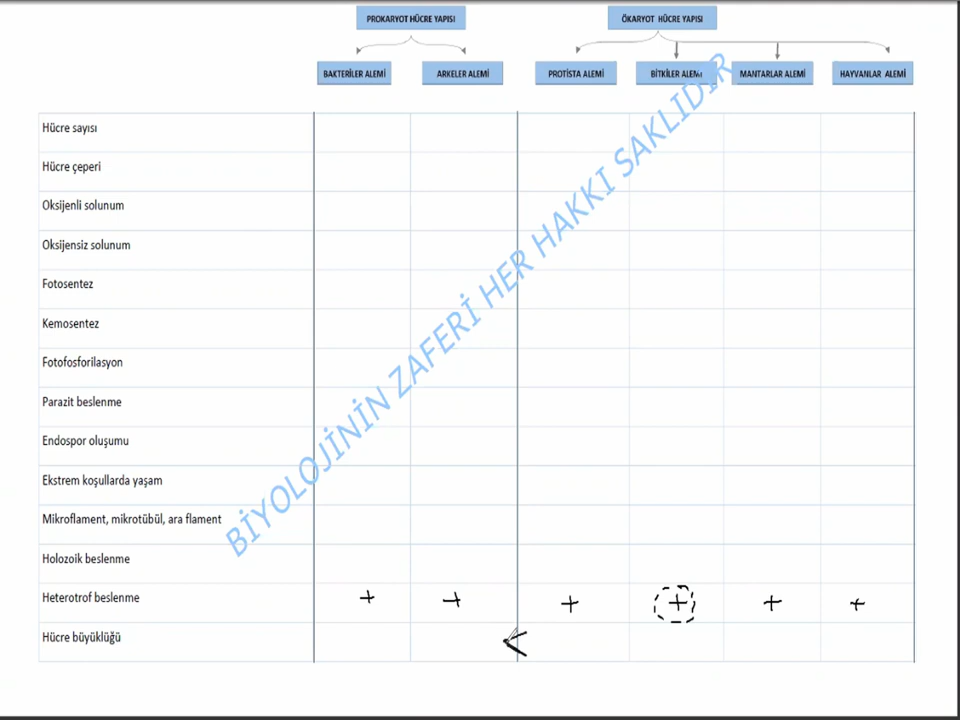 PROKARYOT HÜCRE YAPISI
ÖKARYOT HÜCRE YAPISI
BAKTERİLER ALEMİ
ARKELER ALEMİ
PROTİSTA ALEMİ
BİTKİLER ALEMİ
MANTARLAR ALEMİ
HAYVANLAR ALEMİ
Hücre sayısı
Hücre çeperi
Oksijenli solunum
Oksijensiz solunum
Fotosentez
Kemosentez
Fotofosforilasyon
Parazit beslenme
Endospor oluşumu
Ekstrem koşullarda yaşam
Mikroflament, mikrotübül, ara flament
Holozoik beslenme
Heterotrof beslenme + + + + + +
Hücre büyüklüğü <
BİYOLOJİNİN ZAFERİ HER HAKKI SAKLIDIR